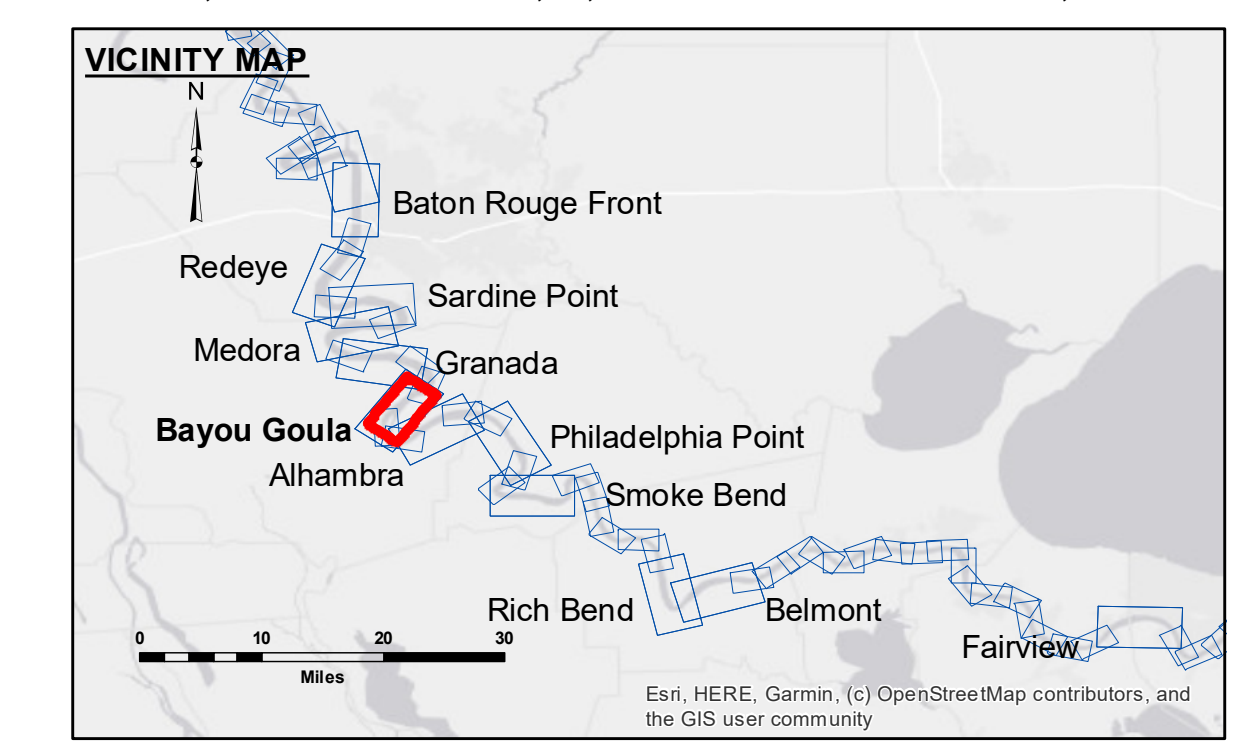 VICINITY MAP
N
Baton Rouge Front
Redeye
Sardine Point
Medora
Granada
Bayou Goula
Philadelphia Point
Alhambra
Smoke Bend
Rich Bend
Belmont
Fairview
0 10 20 30
Miles
Esri, HERE, Garmin, (c) OpenStreetMap contributors, and
the GIS user community